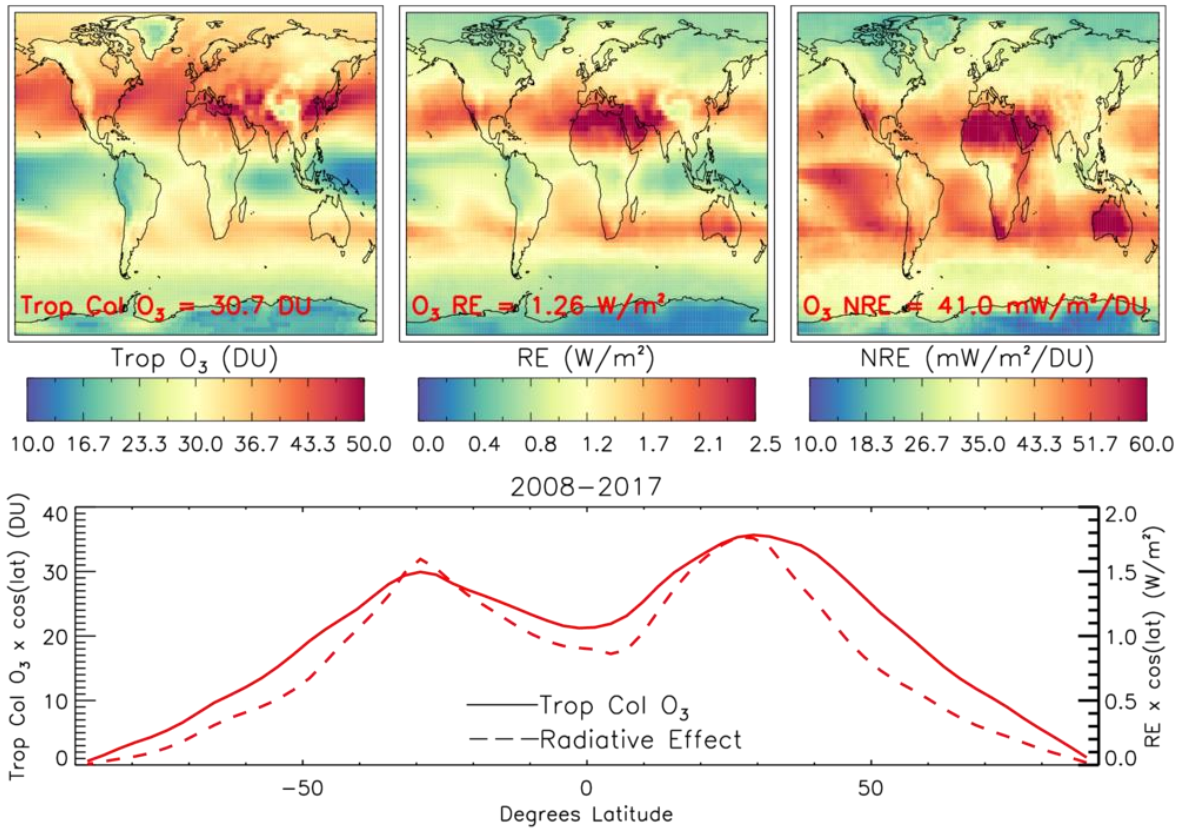 Trop Col O₃ = 30.7 DU
O₃ RE = 1.26 W/m²
O₃ NRE = 41.0 mW/m²/DU
Trop O₃ (DU)
RE (W/m²)
NRE (mW/m²/DU)
10.0 16.7 23.3 30.0 36.7 43.3 50.0
0.0 0.4 0.8 1.2 1.7 2.1 2.5
10.0 18.3 26.7 35.0 43.3 51.7 60.0
2008-2017
Trop Col O₃ x cos(lat) (DU)
40
30
20
10
0
Trop Col O₃
Radiative Effect
2.0
1.5
1.0
0.5
0.0
RE x cos(lat) (W/m²)
-50 0 50
Degrees Latitude